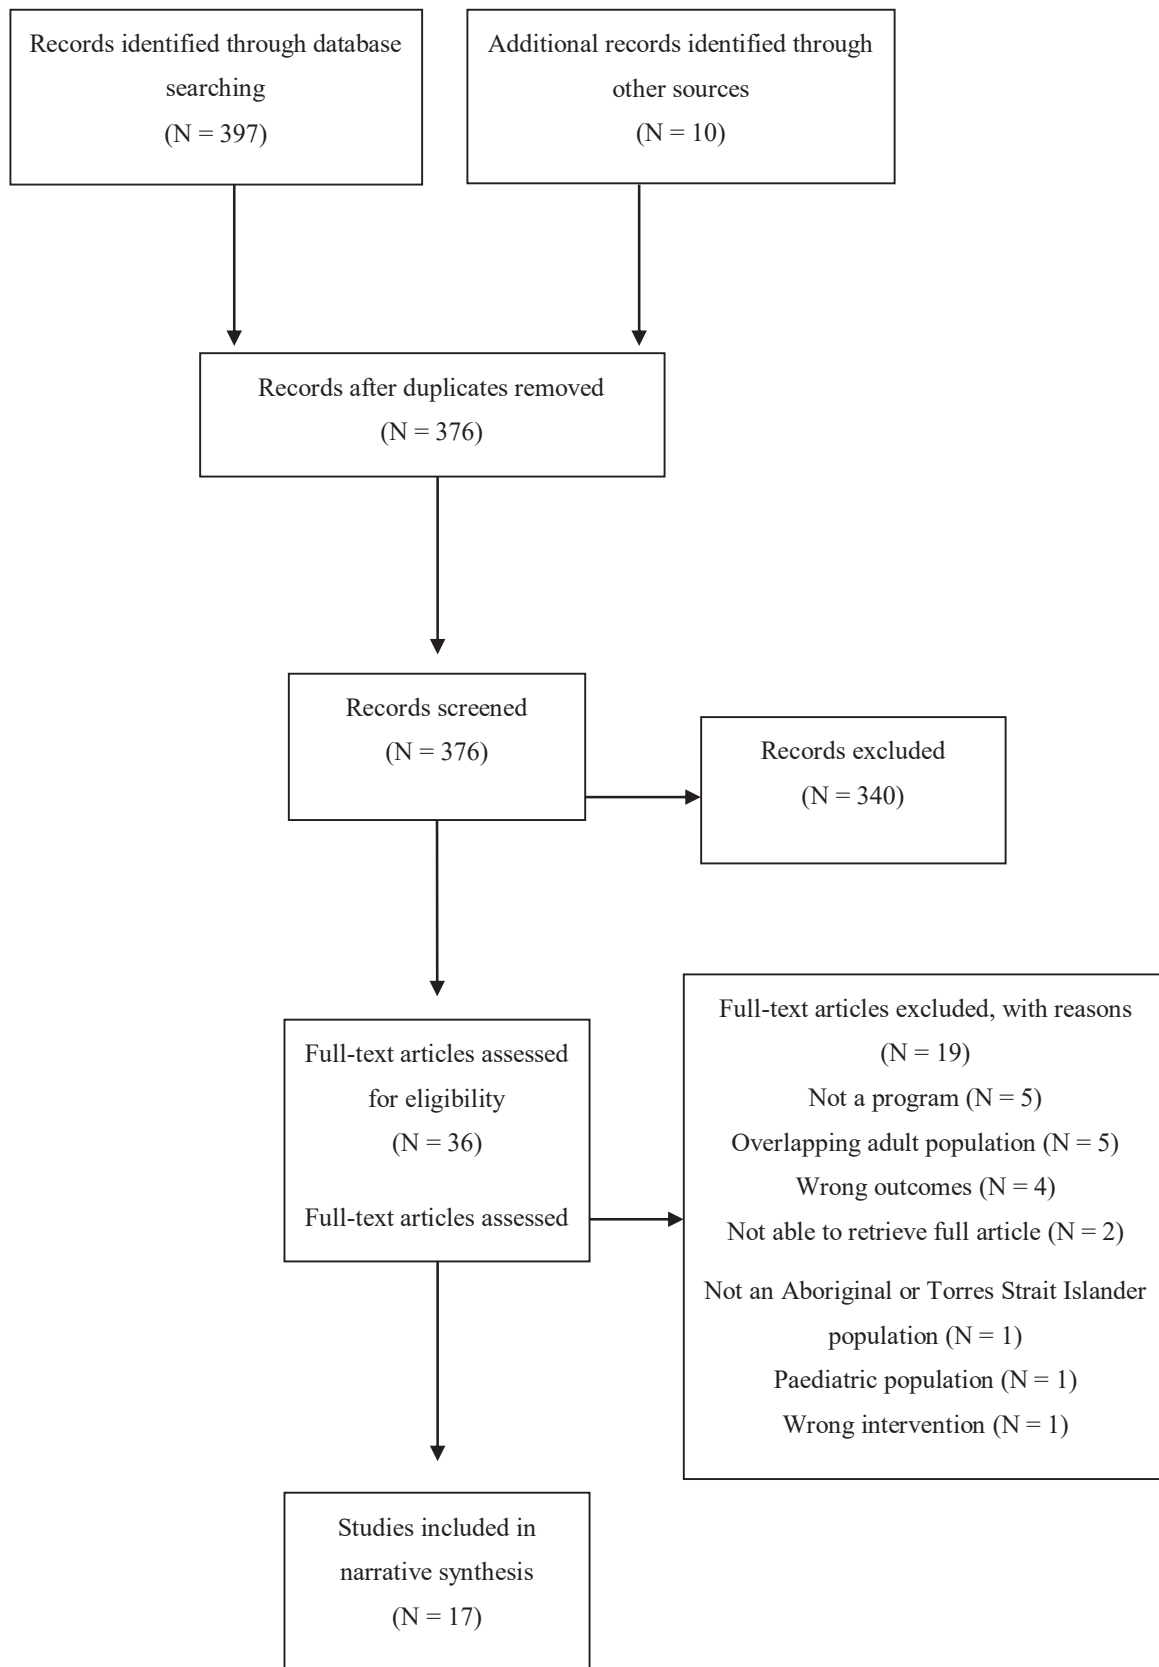 Records identified through database
searching
(N = 397)
Additional records identified through
other sources
(N = 10)
Records after duplicates removed
(N = 376)
Records screened
(N = 376)
Records excluded
(N = 340)
Full-text articles assessed
for eligibility
(N = 36)
Full-text articles assessed
Full-text articles excluded, with reasons
(N = 19)
Not a program (N = 5)
Overlapping adult population (N = 5)
Wrong outcomes (N = 4)
Not able to retrieve full article (N = 2)
Not an Aboriginal or Torres Strait Islander
population (N = 1)
Paediatric population (N = 1)
Wrong intervention (N = 1)
Studies included in
narrative synthesis
(N = 17)